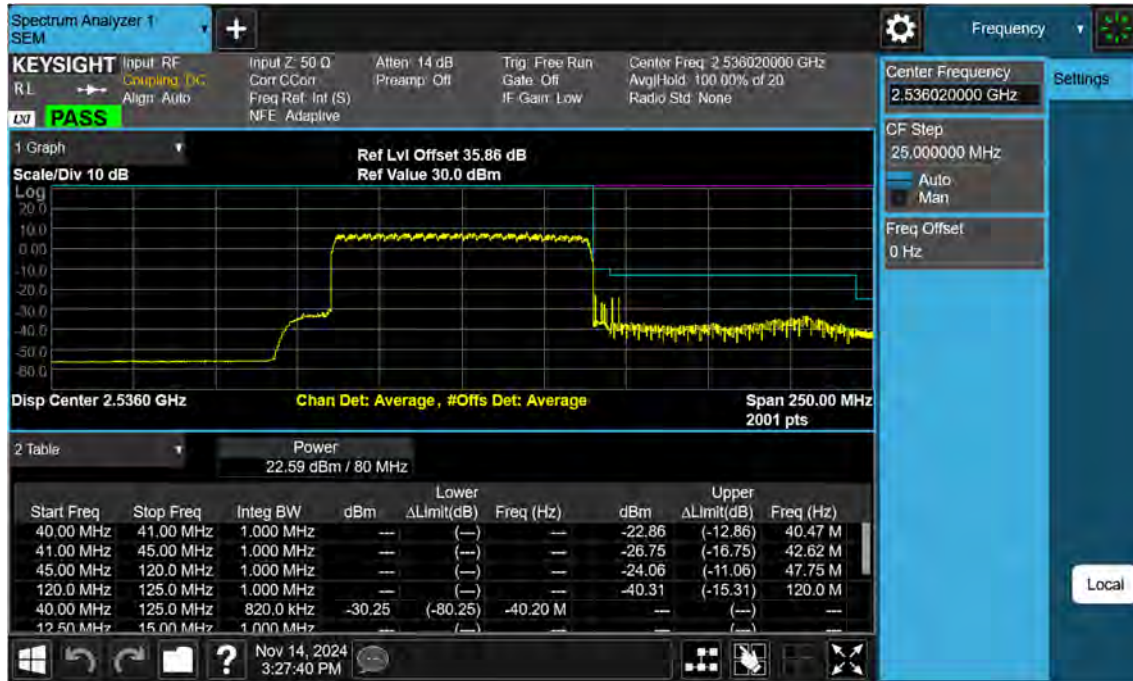 Spectrum Analyzer 1
SEM
+
Frequency
KEYSIGHT
Input: RF
Input Z: 50 Ω
Atten: 14 dB
Trig: Free Run
Center Freq: 2.536020000 GHz
RL
Coupling: DC
Corr CCorr
Preamp: Off
Gate: Off
Avg|Hold: 100.00% of 20
Align: Auto
Freq Ref: Int (S)
IF Gain: Low
Radio Std: None
LXI
PASS
NFE: Adaptive
Center Frequency
2.536020000 GHz
Settings
CF Step
25.000000 MHz
Auto
Man
Freq Offset
0 Hz
Local
1 Graph
Ref Lvl Offset 35.86 dB
Scale/Div 10 dB
Ref Value 30.0 dBm
Log
20.0
10.0
0.00
-10.0
-20.0
-30.0
-40.0
-50.0
-60.0
Disp Center 2.5360 GHz
Chan Det: Average , #Offs Det: Average
Span 250.00 MHz
2001 pts
2 Table
Power
22.59 dBm / 80 MHz
Lower Upper
Start Freq Stop Freq Integ BW dBm ΔLimit(dB) Freq (Hz) dBm ΔLimit(dB) Freq (Hz)
40.00 MHz 41.00 MHz 1.000 MHz --- (---) --- -22.86 (-12.86) 40.47 M
41.00 MHz 45.00 MHz 1.000 MHz --- (---) --- -26.75 (-16.75) 42.62 M
45.00 MHz 120.0 MHz 1.000 MHz --- (---) --- -24.06 (-11.06) 47.75 M
120.0 MHz 125.0 MHz 1.000 MHz --- (---) --- -40.31 (-15.31) 120.0 M
40.00 MHz 125.0 MHz 820.0 kHz -30.25 (-80.25) -40.20 M --- (---) ---
12.50 MHz 15.00 MHz 1.000 MHz --- (---) --- --- (---) ---
?
Nov 14, 2024
3:27:40 PM